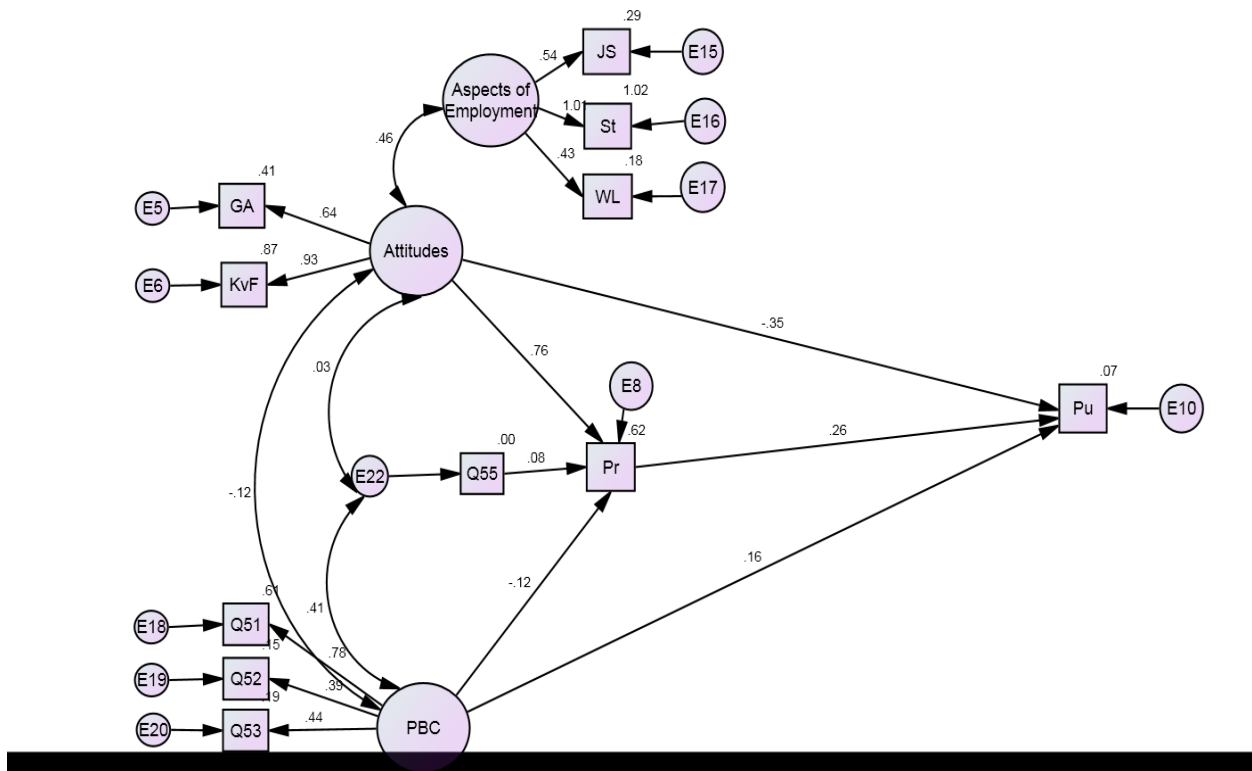 .29
JS
E15
.54
Aspects of
Employment
1.02
1.01
St
E16
.46
.43
.18
WL
E17
.41
E5
GA
.64
Attitudes
.87
E6
KvF
.93
-.35
.76
.03
E8
.07
Pu
E10
.00
.62
.26
E22
Q55
.08
Pr
-.12
.16
-.12
.61
.41
E18
Q51
.15
.78
E19
Q52
.39
.19
E20
Q53
.44
PBC